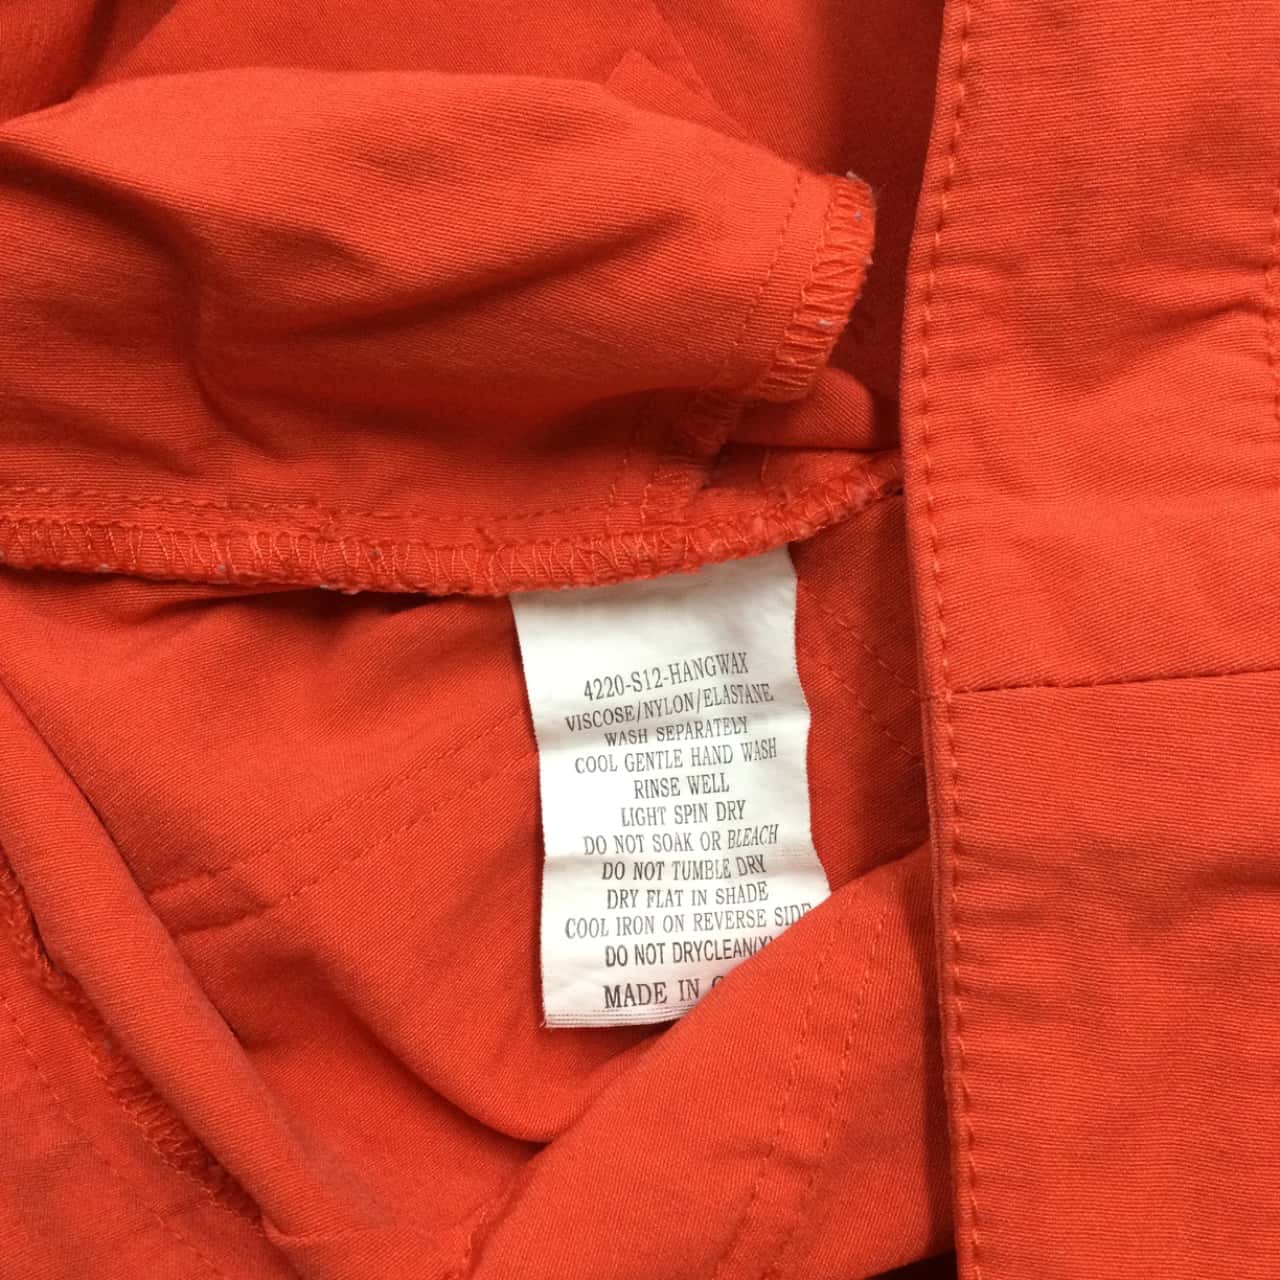 4220-S12-HANGWAX
VISCOSE/NYLON/ELASTANE
WASH SEPARATELY
COOL GENTLE HAND WASH
RINSE WELL
LIGHT SPIN DRY
DO NOT SOAK OR BLEACH
DO NOT TUMBLE DRY
DRY FLAT IN SHADE
COOL IRON ON REVERSE SIDE
DO NOT DRYCLEAN(X)
MADE IN